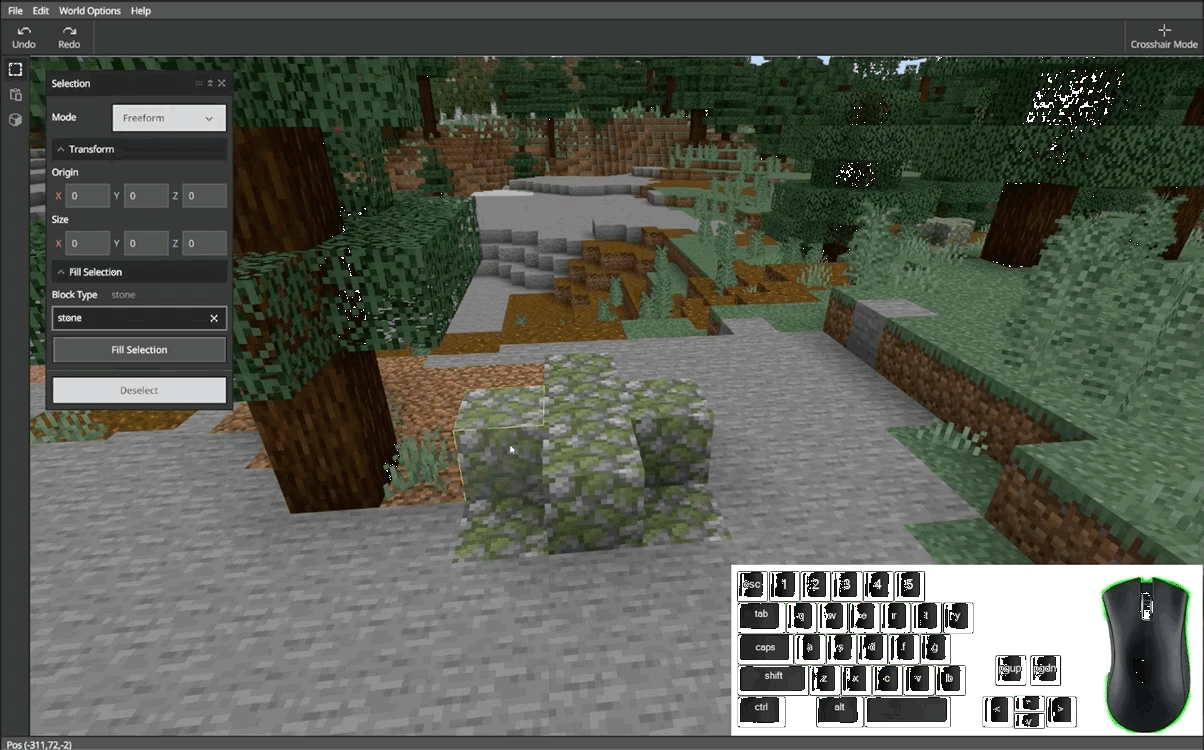 File Edit World Options Help
Undo Redo Crosshair Mode
Selection
Mode Freeform
Transform
Origin
X 0 Y 0 Z 0
Size
X 0 Y 0 Z 0
Fill Selection
Block Type stone
stone
Fill Selection
Deselect
esc 1 2 3 4 5
tab q w e r t y
caps a s d f g
shift z x c v b
pgup pgdn
ctrl alt < >
Pos (-311,72,-2)